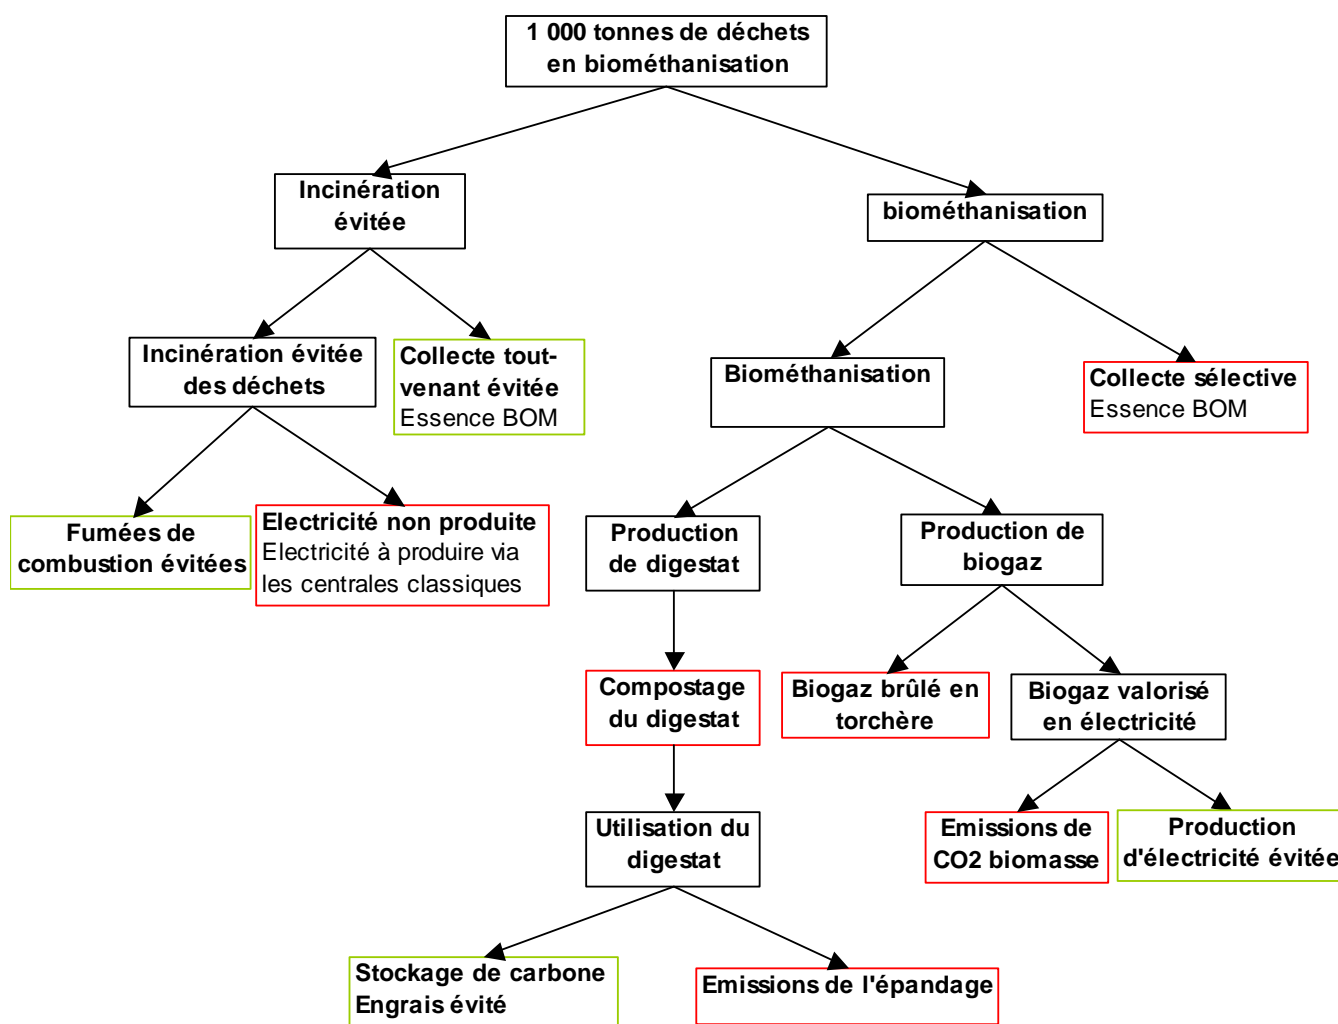 1 000 tonnes de déchets
en biométhanisation
Incinération
évitée
biométhanisation
Incinération évitée
des déchets
Collecte tout-
venant évitée
Essence BOM
Biométhanisation
Collecte sélective
Essence BOM
Fumées de
combustion évitées
Electricité non produite
Electricité à produire via
les centrales classiques
Production
de digestat
Production de
biogaz
Compostage
du digestat
Biogaz brûlé en
torchère
Biogaz valorisé
en électricité
Utilisation du
digestat
Emissions de
CO2 biomasse
Production
d'électricité évitée
Stockage de carbone
Engrais évité
Emissions de l'épandage